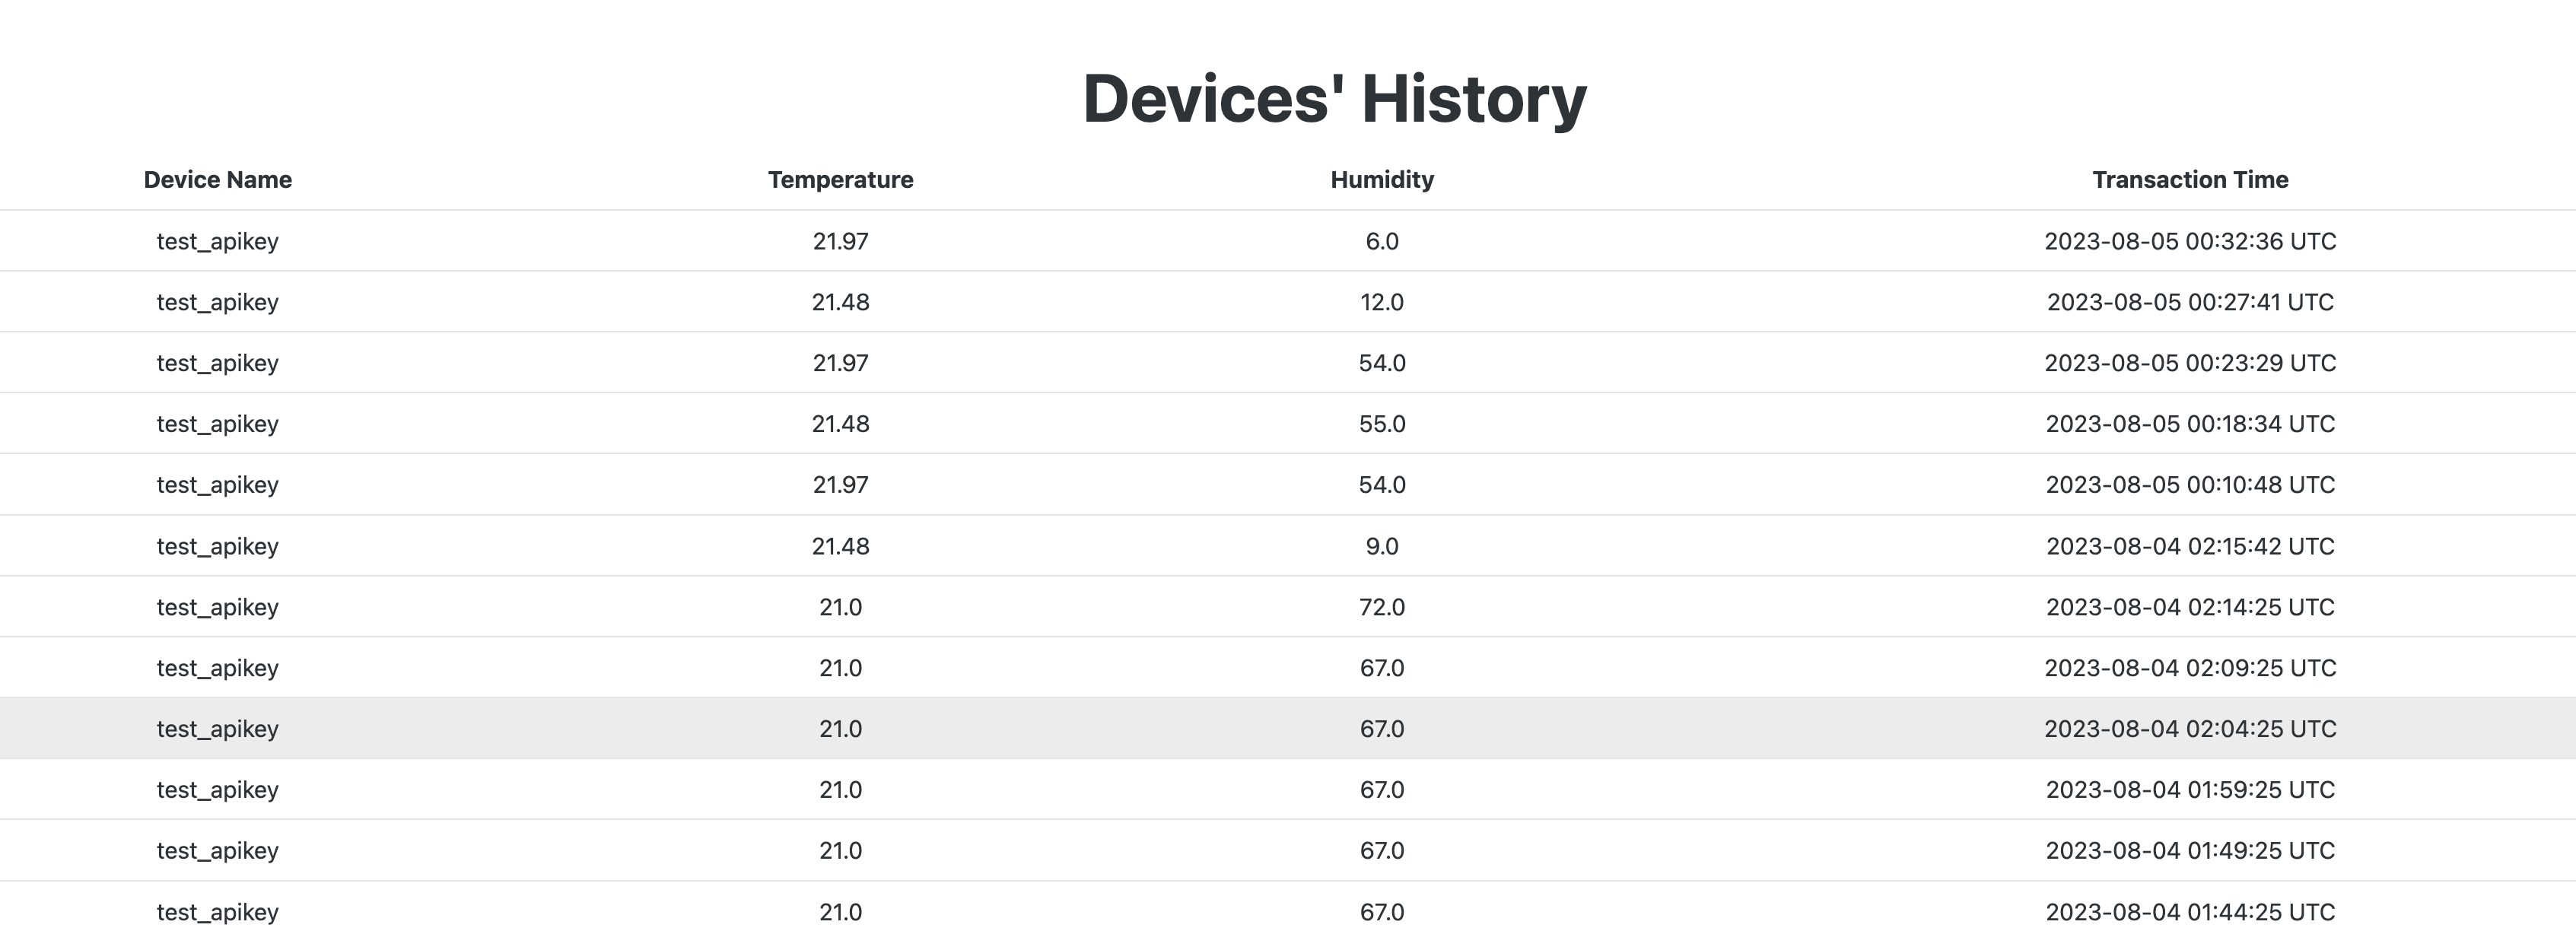 Devices' History
Device Name Temperature Humidity Transaction Time
test_apikey 21.97 6.0 2023-08-05 00:32:36 UTC
test_apikey 21.48 12.0 2023-08-05 00:27:41 UTC
test_apikey 21.97 54.0 2023-08-05 00:23:29 UTC
test_apikey 21.48 55.0 2023-08-05 00:18:34 UTC
test_apikey 21.97 54.0 2023-08-05 00:10:48 UTC
test_apikey 21.48 9.0 2023-08-04 02:15:42 UTC
test_apikey 21.0 72.0 2023-08-04 02:14:25 UTC
test_apikey 21.0 67.0 2023-08-04 02:09:25 UTC
test_apikey 21.0 67.0 2023-08-04 02:04:25 UTC
test_apikey 21.0 67.0 2023-08-04 01:59:25 UTC
test_apikey 21.0 67.0 2023-08-04 01:49:25 UTC
test_apikey 21.0 67.0 2023-08-04 01:44:25 UTC